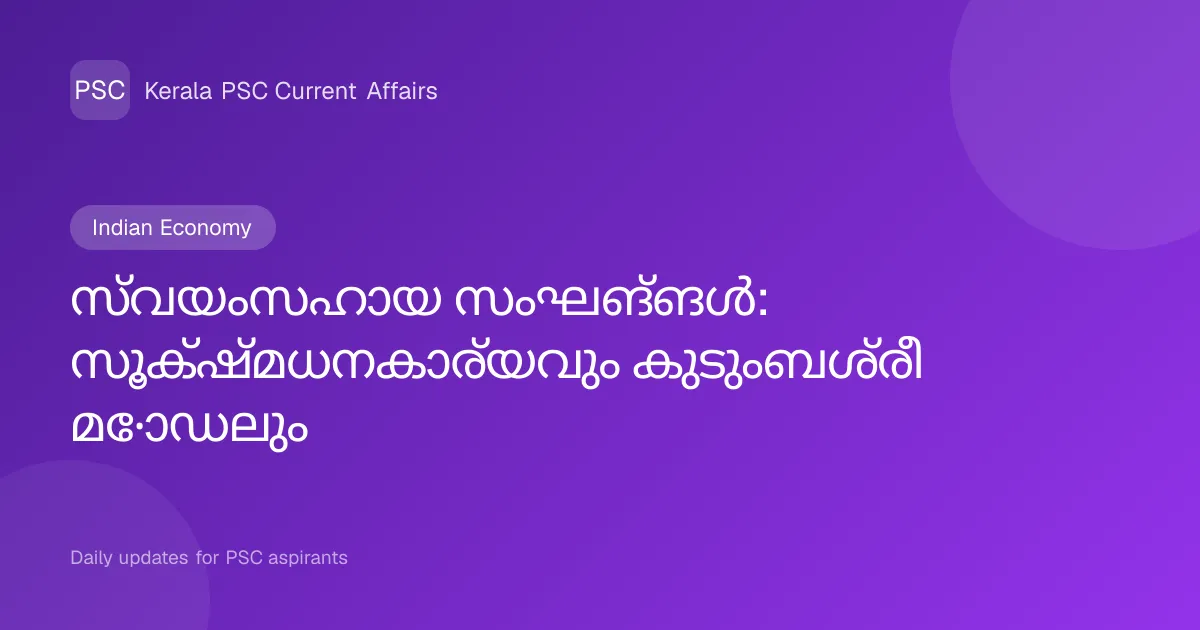 PSC Kerala PSC Current Affairs
Indian Economy
സ്വയംസഹായ സംഘങ്ങൾ:
സൂക്ഷ്മധനകാര്യവും കുടുംബശ്രീ
മോഡലും
Daily updates for PSC aspirants